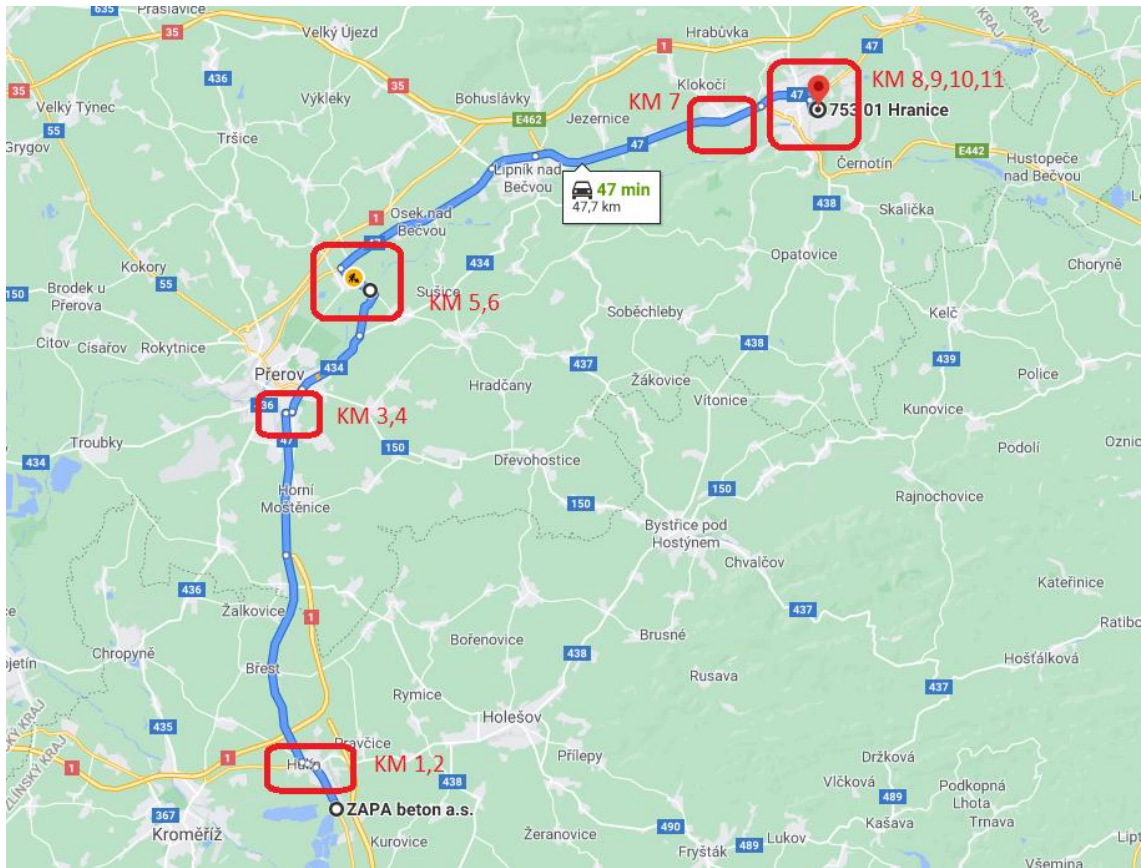 635
Přáslavice
35
Velký Újezd
Hrabůvka
1
47
KRAJ
436
Klokočí
KM 7
KM 8,9,10,11
35
Velký Týnec
Výkleky
Bohuslávky
47
753 01 Hranice
55
Tršice
E462
Jezernice
Grygov
47
Černotín
E442
Hustopeče
nad Bečvou
Lipník nad
Bečvou
47 min
47,7 km
438
Skalička
1
Osek nad
Bečvou
Opatovice
Choryně
Kokory
47
434
150
Brodek u
Přerova
55
Sušice
KM 5,6
Soběchleby
Kelč
Citov
Císařov
Rokytnice
438
437
439
Police
434
Přerov
Hradčany
Žákovice
Vítonice
Kunovice
436
KM 3,4
Troubky
47
150
Podolí
434
Dřevohostice
150
Horní
Moštěnice
150
Rajnochovice
Bystřice pod
Hostýnem
Chvalčov
436
Kateřinice
Žalkovice
1
437
Chropyně
Bořenovice
Brusné
438
Břest
Hošťálková
Rusava
437
Rymice
435
Holešov
Pravčice
Přílepy
Držková
1
1
Hulín
KM 1,2
438
Vlčková
Podkopná
Lhota
489
367
ZAPA beton a.s.
Kašava
Trnava
Kroměříž
Kurovice
Žeranovice
490
Lukov
489
Fryšták
Všemina